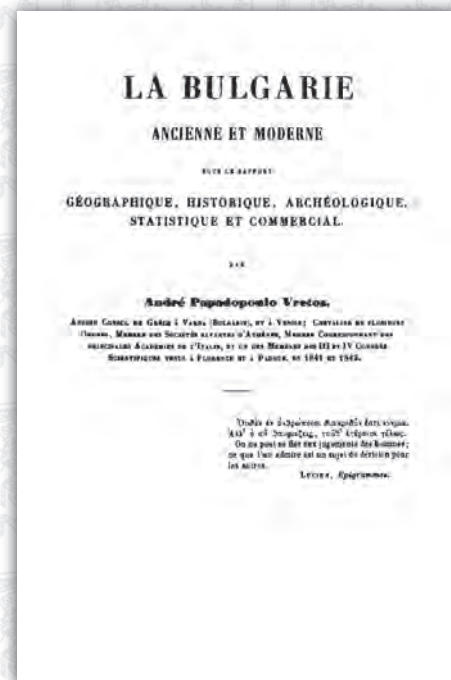 LA BULGARIE
ANCIENNE ET MODERNE
SOUS LE RAPPORT
GÉOGRAPHIQUE, HISTORIQUE, ARCHÉOLOGIQUE,
STATISTIQUE ET COMMERCIAL.
PAR
André Papadopoulo Vretos.
ANCIEN CONSUL DE GRÈCE À VARNA (BULGARIE), ET À VENISE; CHEVALIER DE PLUSIEURS
ORDRES, MEMBRE DES SOCIÉTÉS SAVANTES D'ATHÈNES, MEMBRE CORRESPONDANT DES
PRINCIPALES ACADÉMIES DE L'ITALIE, ET UN DES MEMBRES DES III ET IV CONGRÈS
SCIENTIFIQUES TENUS À FLORENCE ET À PADOUE, EN 1841 ET 1842.
On ne peut se fier aux jugements des hommes;
ce que l'un admire est un sujet de dérision pour
les autres.
LUCIEN, Epigrammes.